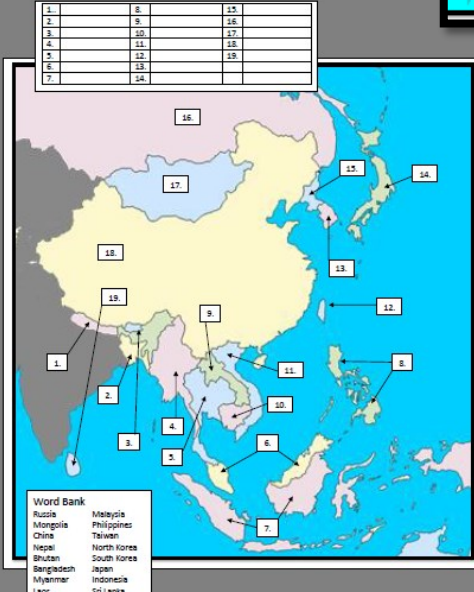 1. 8. 15.
2. 9. 16.
3. 10. 17.
4. 11. 18.
5. 12. 19.
6. 13.
7. 14.
16.
15.
14.
17.
18.
13.
19.
9.
12.
1.
11.
8.
2.
10.
4.
3.
5.
6.
7.
Word Bank
Russia Malaysia
Mongolia Philippines
China Taiwan
Nepal North Korea
Bhutan South Korea
Bangladesh Japan
Myanmar Indonesia
Laos Sri Lanka